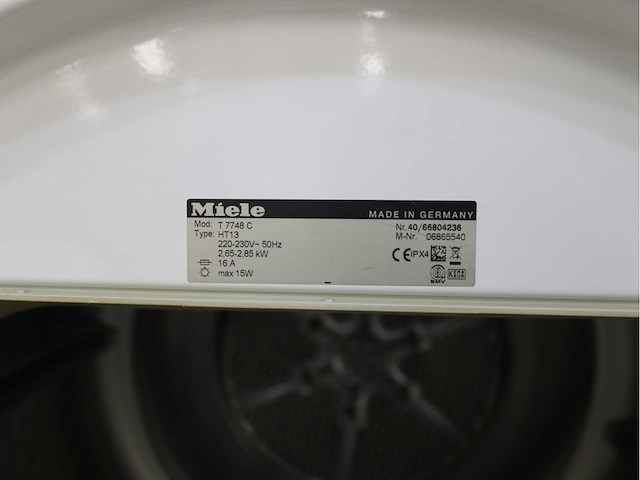 Miele MADE IN GERMANY
Mod: T 7748 C Nr. 40/66804236
Type: HT13 M-Nr. 06865540
220-230V~ 50Hz
2,65-2,85 kW CE IPX4
16 A
max 15W